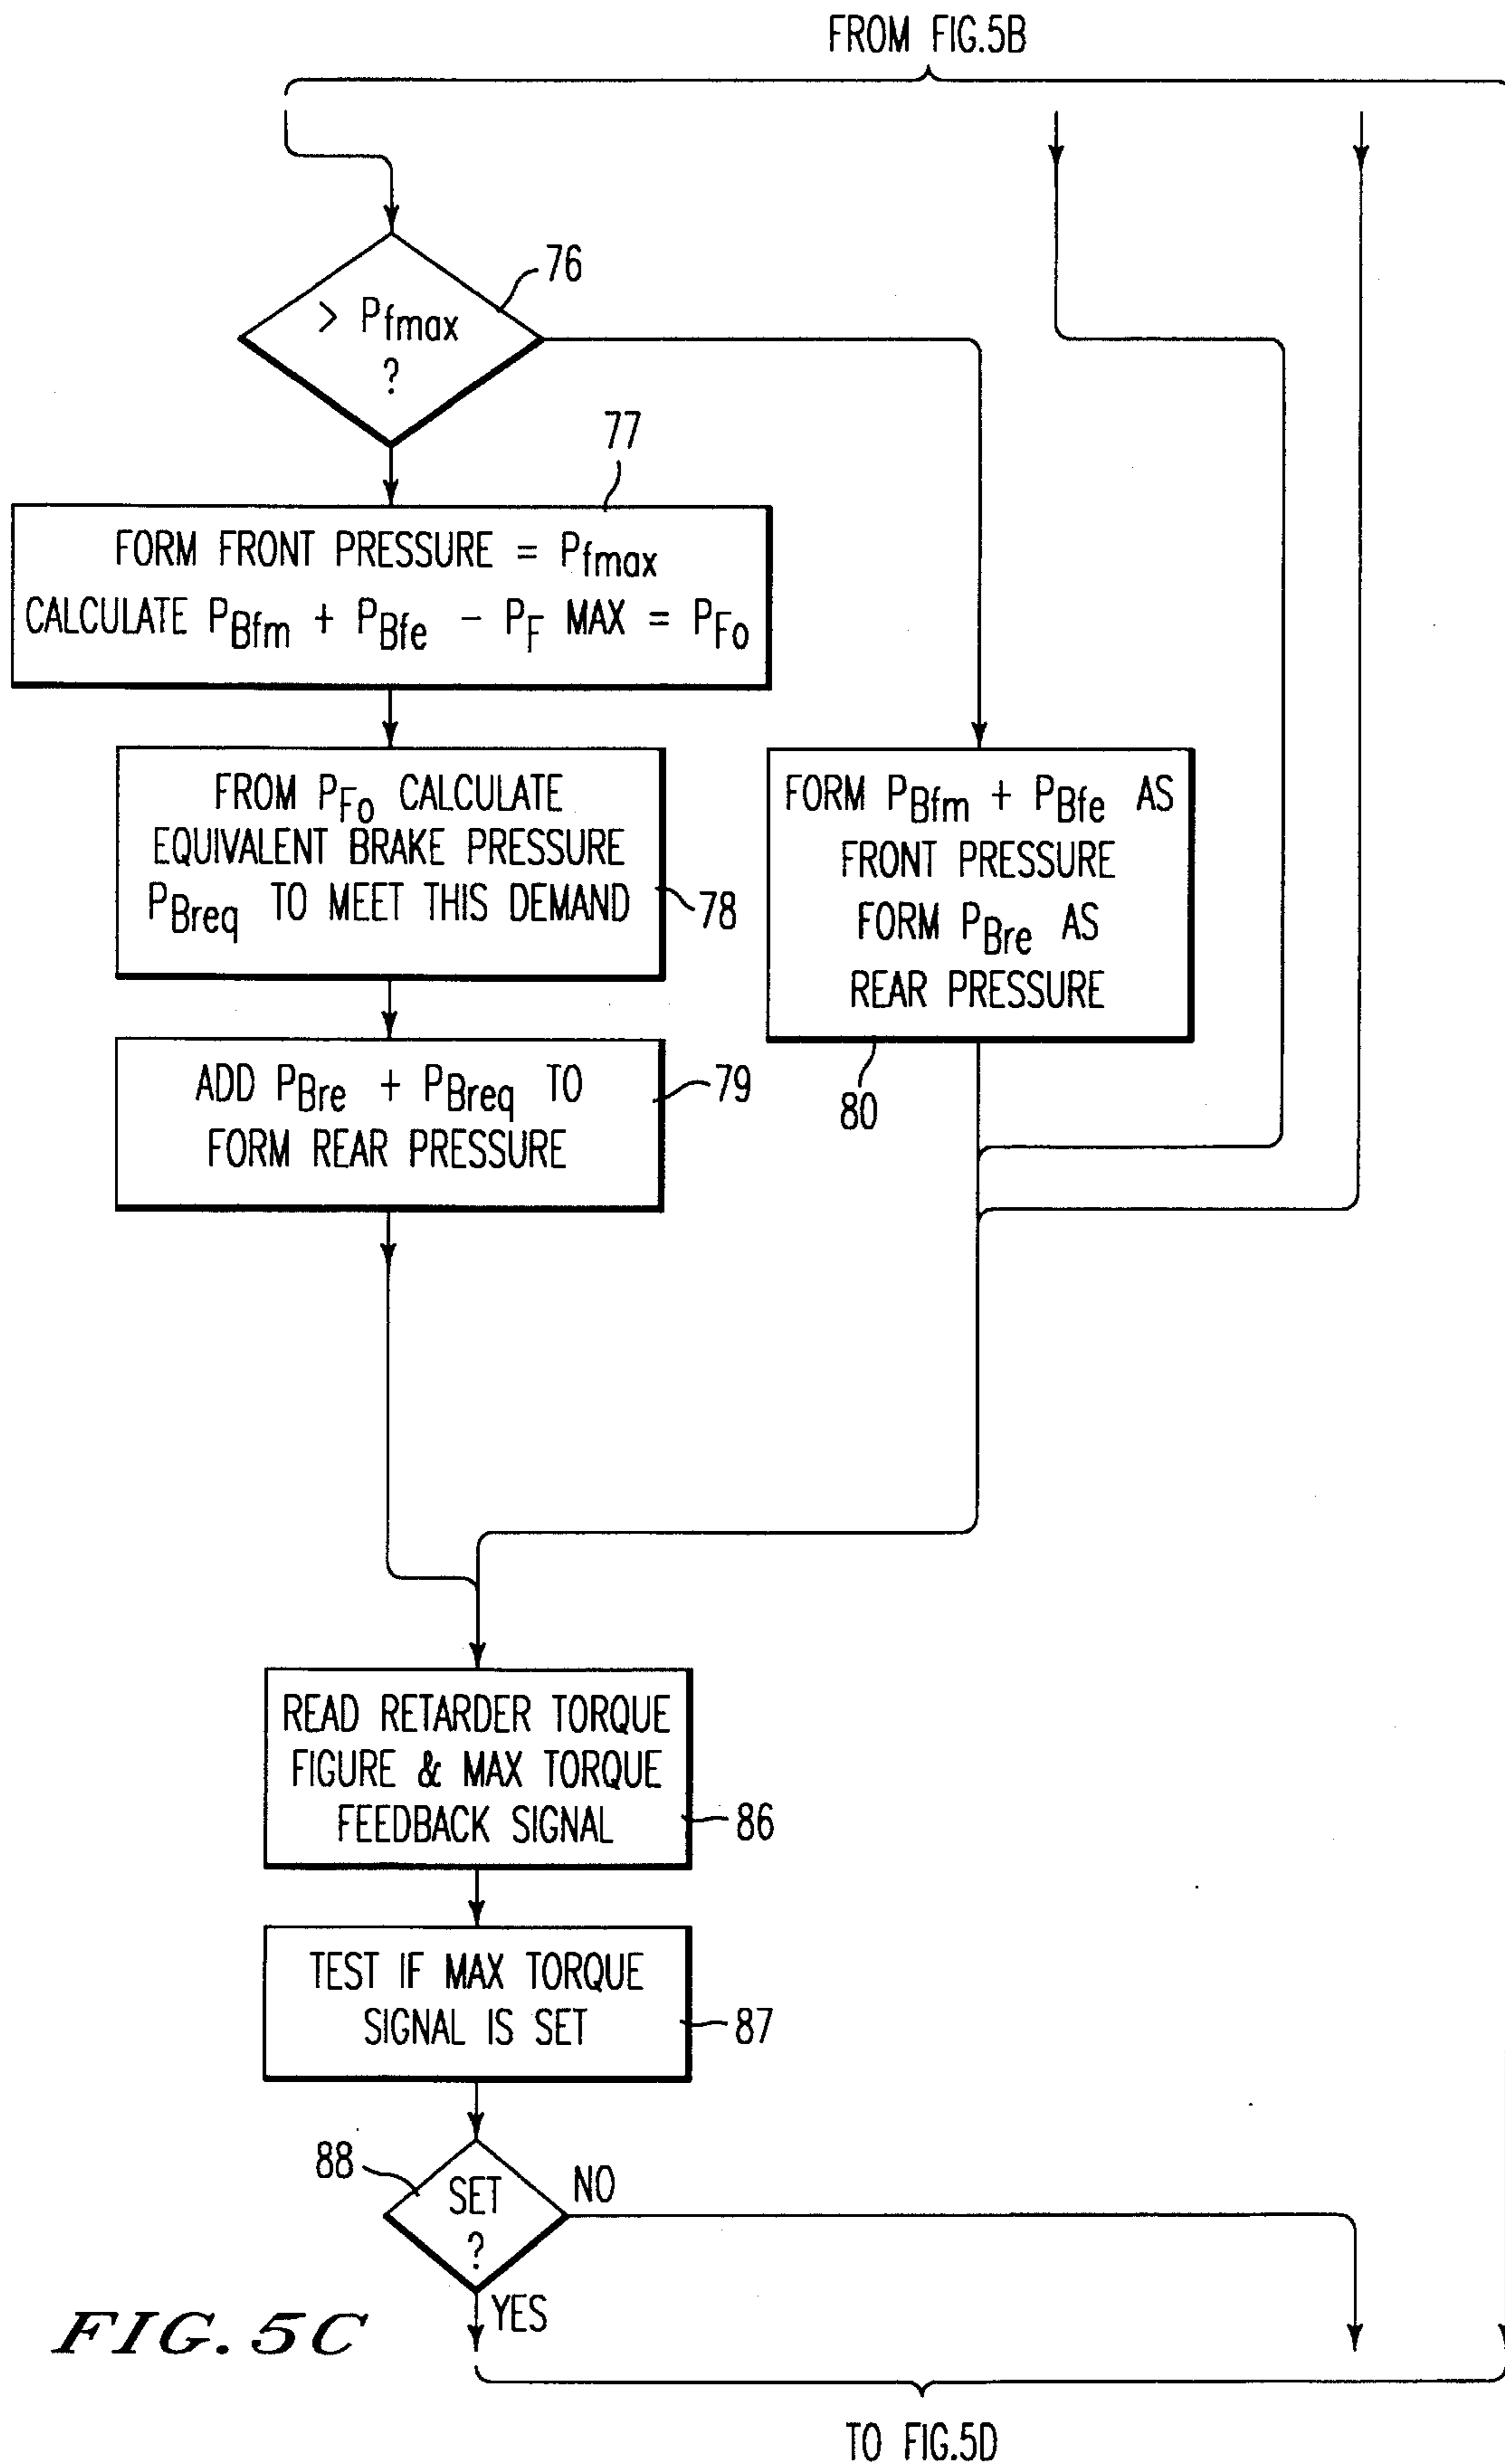 FROM FIG.5B
76
> Pfmax
?
77
FORM FRONT PRESSURE = Pfmax
CALCULATE PBfm + PBfe - PF MAX = PFo
FROM PFo CALCULATE
EQUIVALENT BRAKE PRESSURE
PBreq TO MEET THIS DEMAND
78
FORM PBfm + PBfe AS
FRONT PRESSURE
FORM PBre AS
REAR PRESSURE
80
ADD PBre + PBreq TO
FORM REAR PRESSURE
79
READ RETARDER TORQUE
FIGURE & MAX TORQUE
FEEDBACK SIGNAL
86
TEST IF MAX TORQUE
SIGNAL IS SET
87
88
SET
?
NO
YES
FIG. 5C
TO FIG.5D